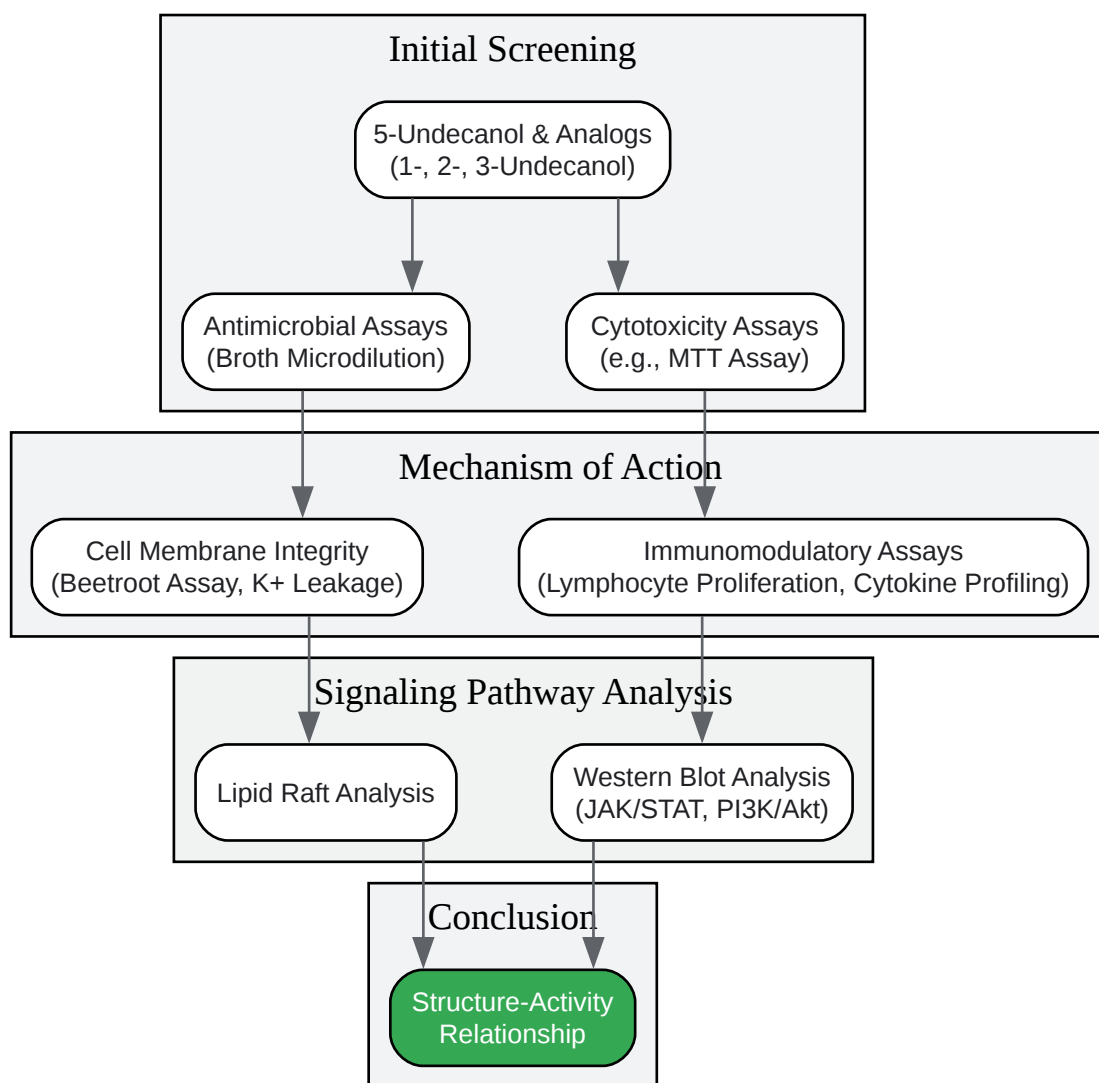 Initial Screening
5-Undecanol & Analogs
(1-, 2-, 3-Undecanol)
Antimicrobial Assays
(Broth Microdilution)
Cytotoxicity Assays
(e.g., MTT Assay)
Mechanism of Action
Cell Membrane Integrity
(Beetroot Assay, K+ Leakage)
Immunomodulatory Assays
(Lymphocyte Proliferation, Cytokine Profiling)
Signaling Pathway Analysis
Lipid Raft Analysis
Western Blot Analysis
(JAK/STAT, PI3K/Akt)
Conclusion
Structure-Activity
Relationship